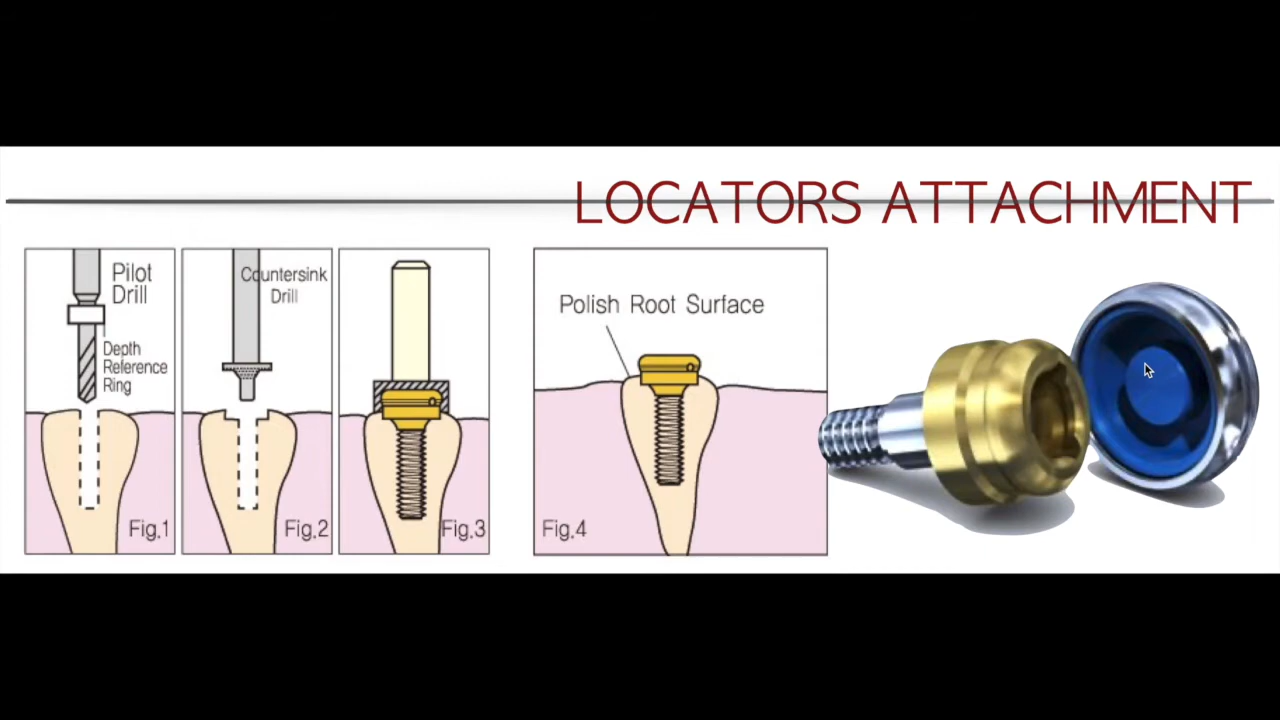 LOCATORS ATTACHMENT
Pilot
Drill
Depth
Reference
Ring
Fig.1
Countersink
Drill
Fig.2
Fig.3
Polish Root Surface
Fig.4